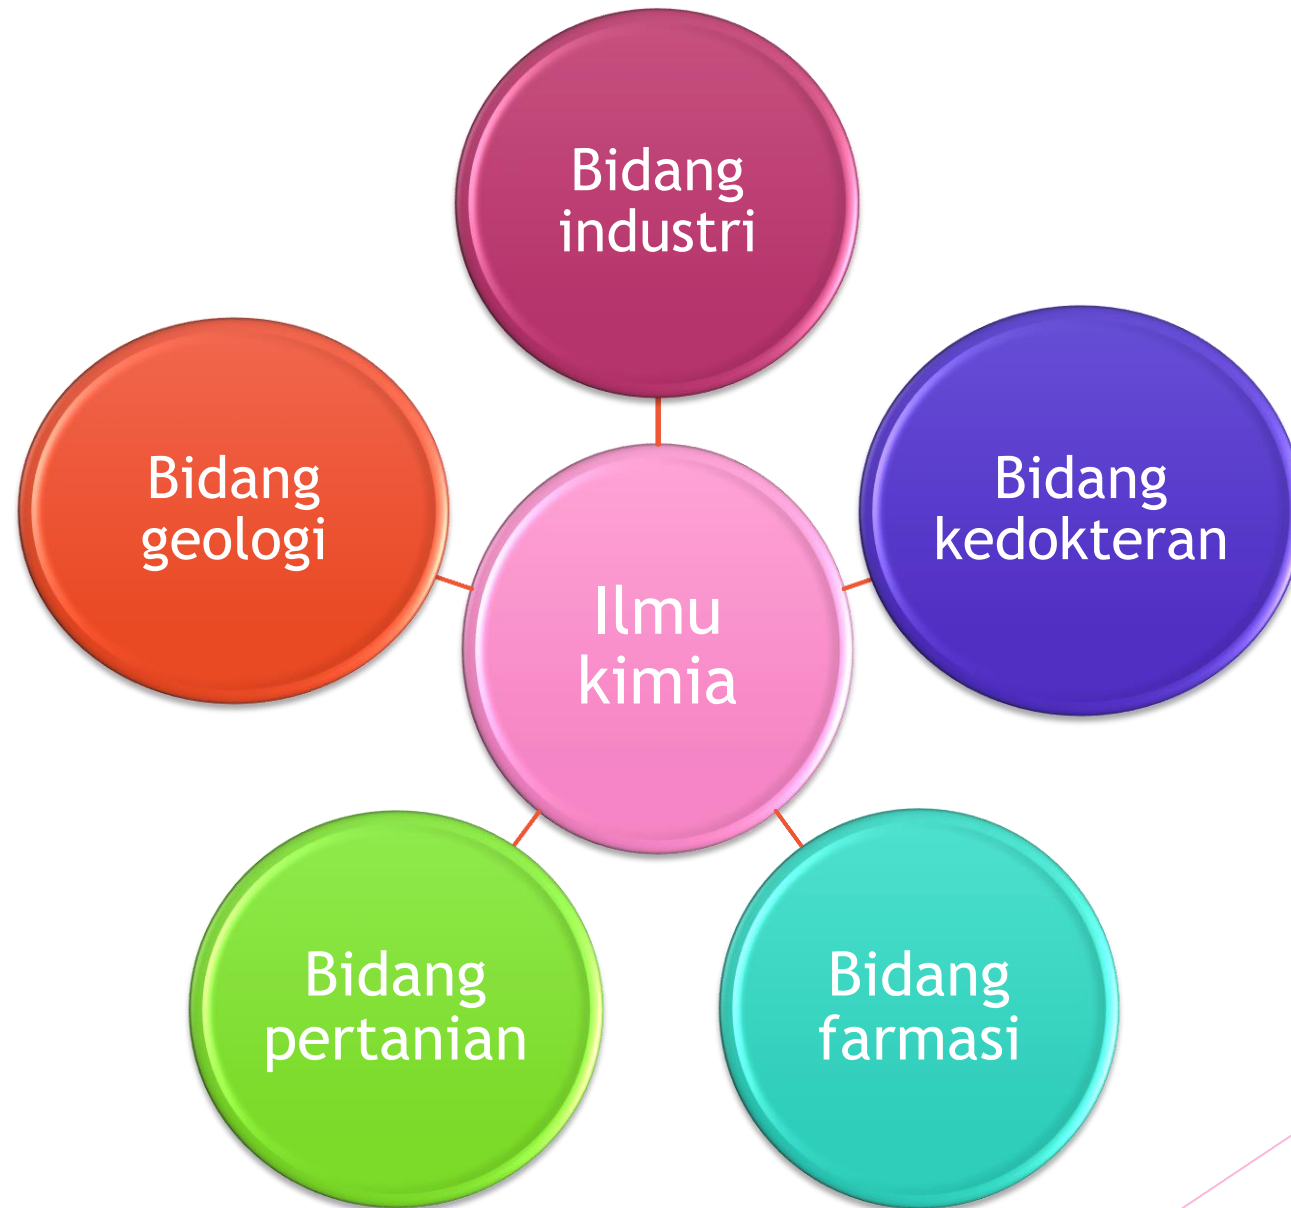 Bidang
industri
Bidang
geologi
Bidang
kedokteran
Ilmu
kimia
Bidang
pertanian
Bidang
farmasi